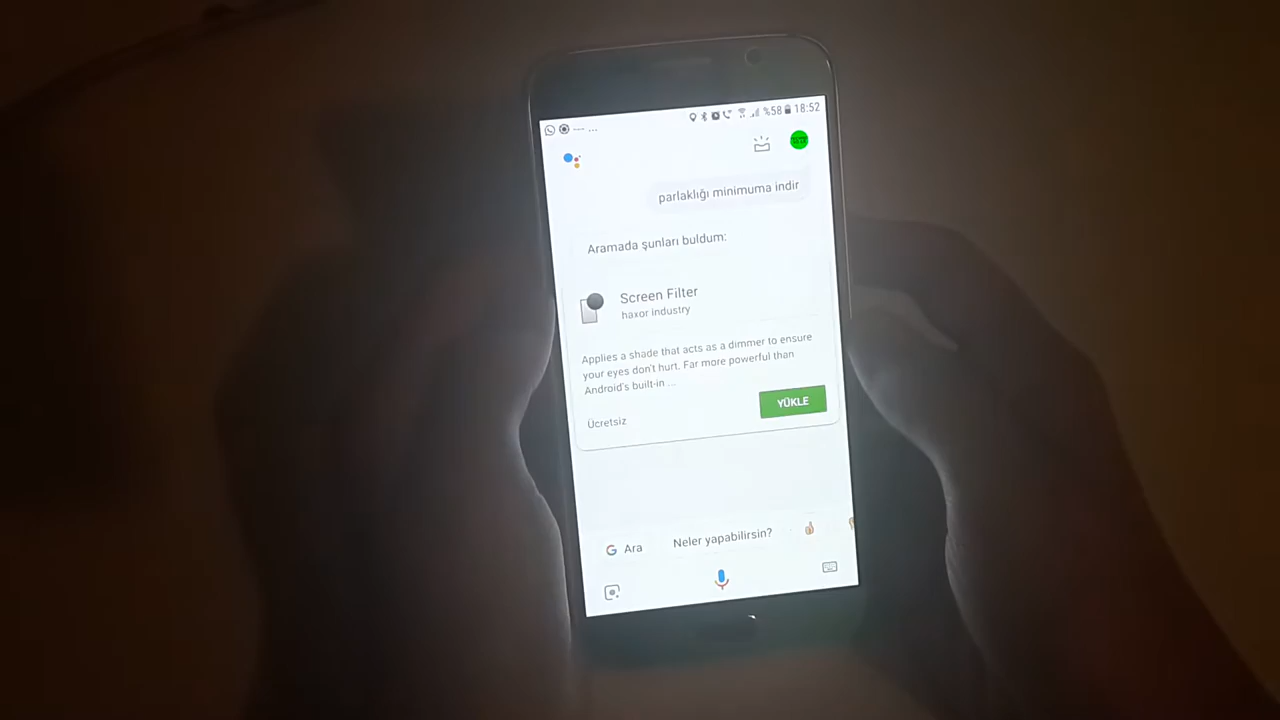 %58 18:52
parlaklığı minimuma indir
Aramada şunları buldum:
Screen Filter
haxor industry
Applies a shade that acts as a dimmer to ensure
your eyes don't hurt. Far more powerful than
Android's built-in ...
Ücretsiz
YÜKLE
G Ara
Neler yapabilirsin?